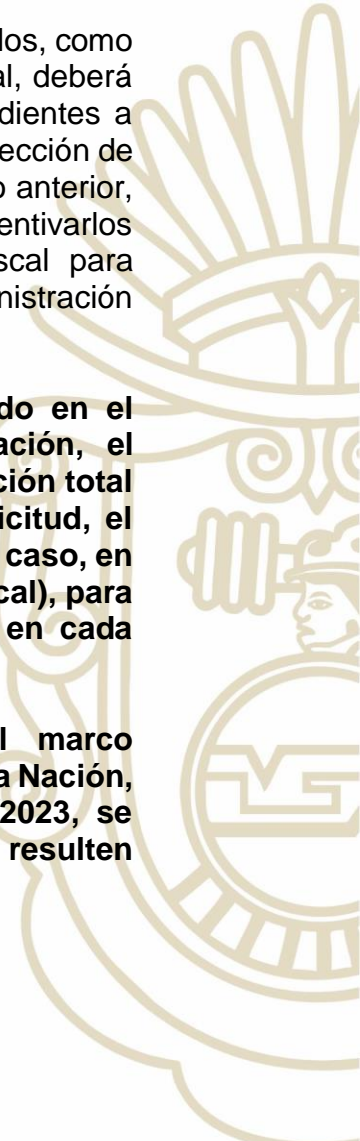 los, como
al, deberá
dientes a
ección de
o anterior,
entivarlos
scal para
nistración
do en el
ación, el
ción total
icitud, el
caso, en
cal), para
en cada
l marco
a Nación,
2023, se
resulten